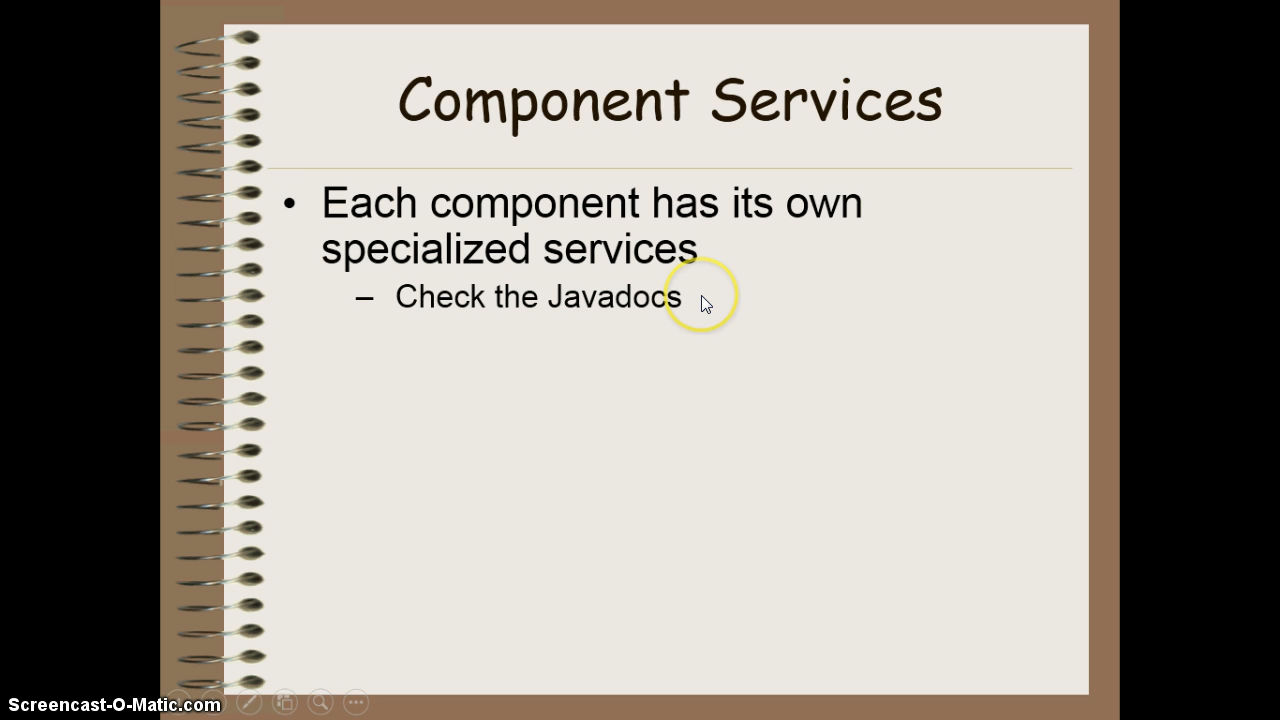 Component Services
• Each component has its own
specialized services
– Check the Javadocs
Screencast-O-Matic.com